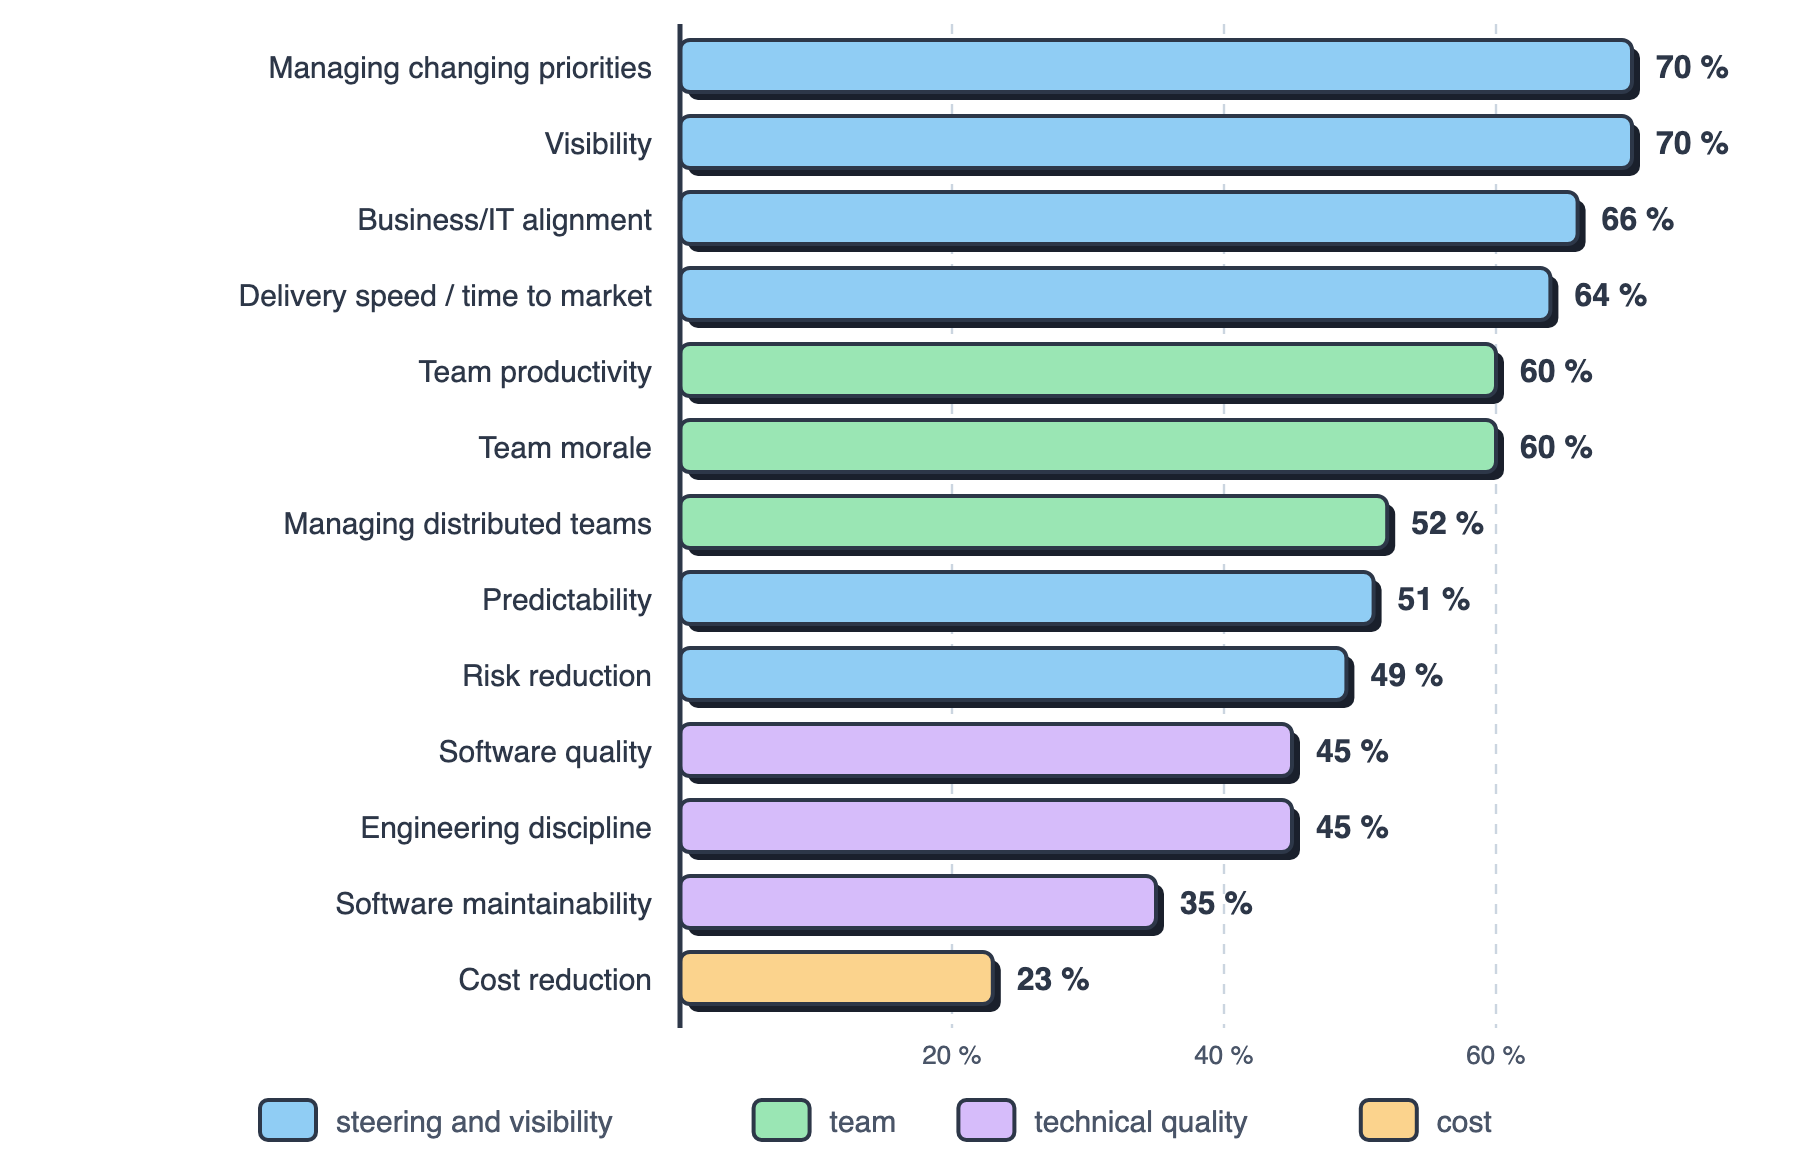 Managing changing priorities 70 %
Visibility 70 %
Business/IT alignment 66 %
Delivery speed / time to market 64 %
Team productivity 60 %
Team morale 60 %
Managing distributed teams 52 %
Predictability 51 %
Risk reduction 49 %
Software quality 45 %
Engineering discipline 45 %
Software maintainability 35 %
Cost reduction 23 %
20 % 40 % 60 %
steering and visibility team technical quality cost